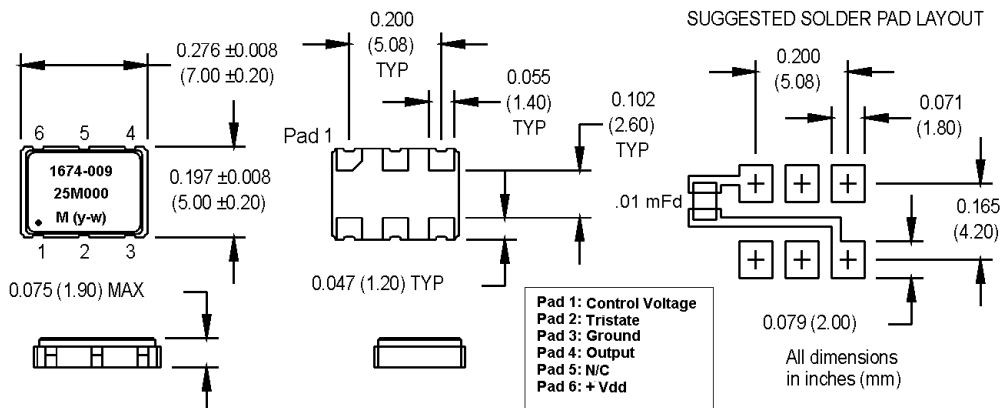 SUGGESTED SOLDER PAD LAYOUT
0.276 ±0.008
(7.00 ±0.20)
6 5 4
1674-009
25M000
M (y-w)
1 2 3
0.197 ±0.008
(5.00 ±0.20)
0.075 (1.90) MAX
0.200
(5.08)
TYP
0.055
(1.40)
TYP
Pad 1
0.102
(2.60)
TYP
0.047 (1.20) TYP
Pad 1: Control Voltage
Pad 2: Tristate
Pad 3: Ground
Pad 4: Output
Pad 5: N/C
Pad 6: + Vdd
0.200
(5.08)
0.071
(1.80)
.01 mFd
0.165
(4.20)
0.079 (2.00)
All dimensions
in inches (mm)